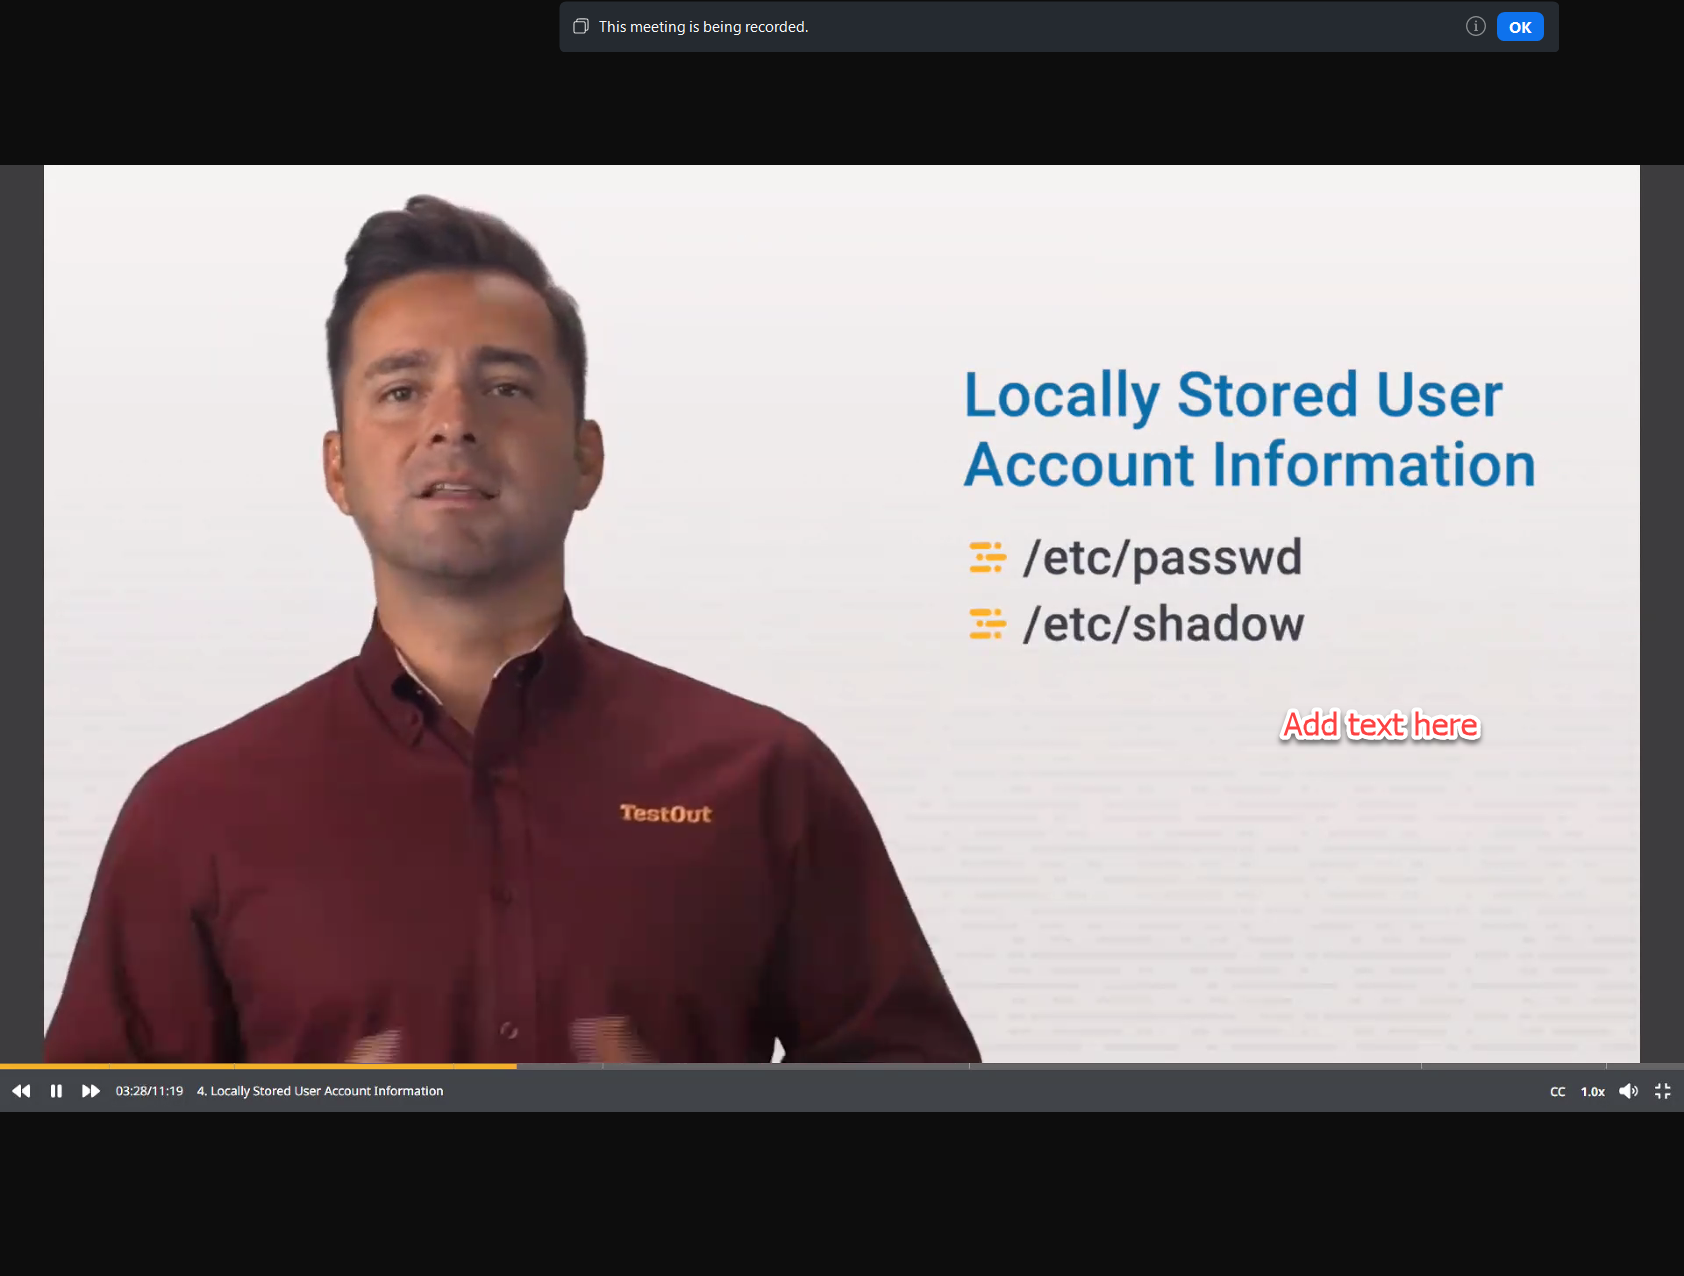 This meeting is being recorded.
OK
Locally Stored User
Account Information
/etc/passwd
/etc/shadow
Add text here
TestOut
03:28/11:19 4. Locally Stored User Account Information
CC 1.0x